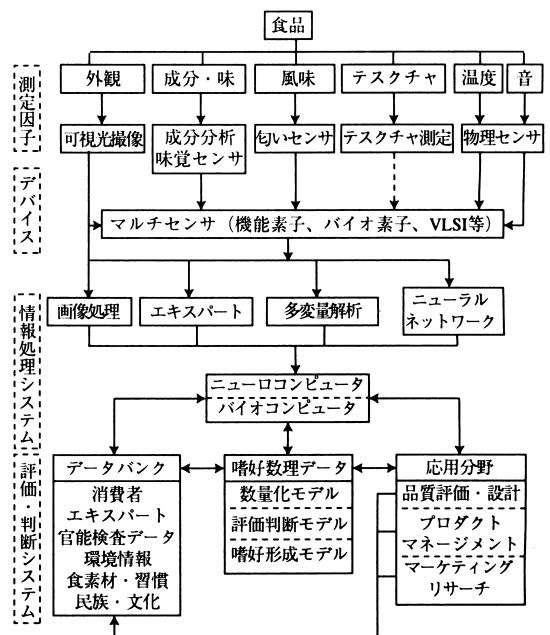 食品
外観
成分・味
風味
テスクチャ
温度
音
測定因子
可視光撮像
成分分析
味覚センサ
匂いセンサ
テスクチャ測定
物理センサ
デバイス
マルチセンサ（機能素子、バイオ素子、VLSI等）
情報処理システム
画像処理
エキスパート
多変量解析
ニューラル
ネットワーク
ニューロコンピュータ
バイオコンピュータ
評価・判断システム
データバンク
消費者
エキスパート
官能検査データ
環境情報
食素材・習慣
民族・文化
嗜好数理データ
数量化モデル
評価判断モデル
嗜好形成モデル
応用分野
品質評価・設計
プロダクト
マネージメント
マーケティング
リサーチ